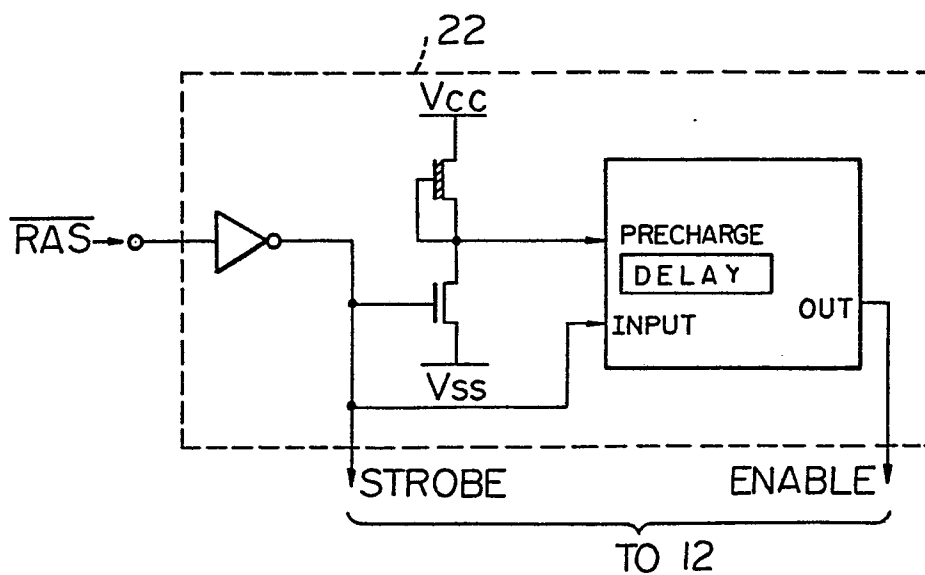 22
Vcc
RAS
PRECHARGE
DELAY
INPUT
OUT
Vss
STROBE
ENABLE
TO 12